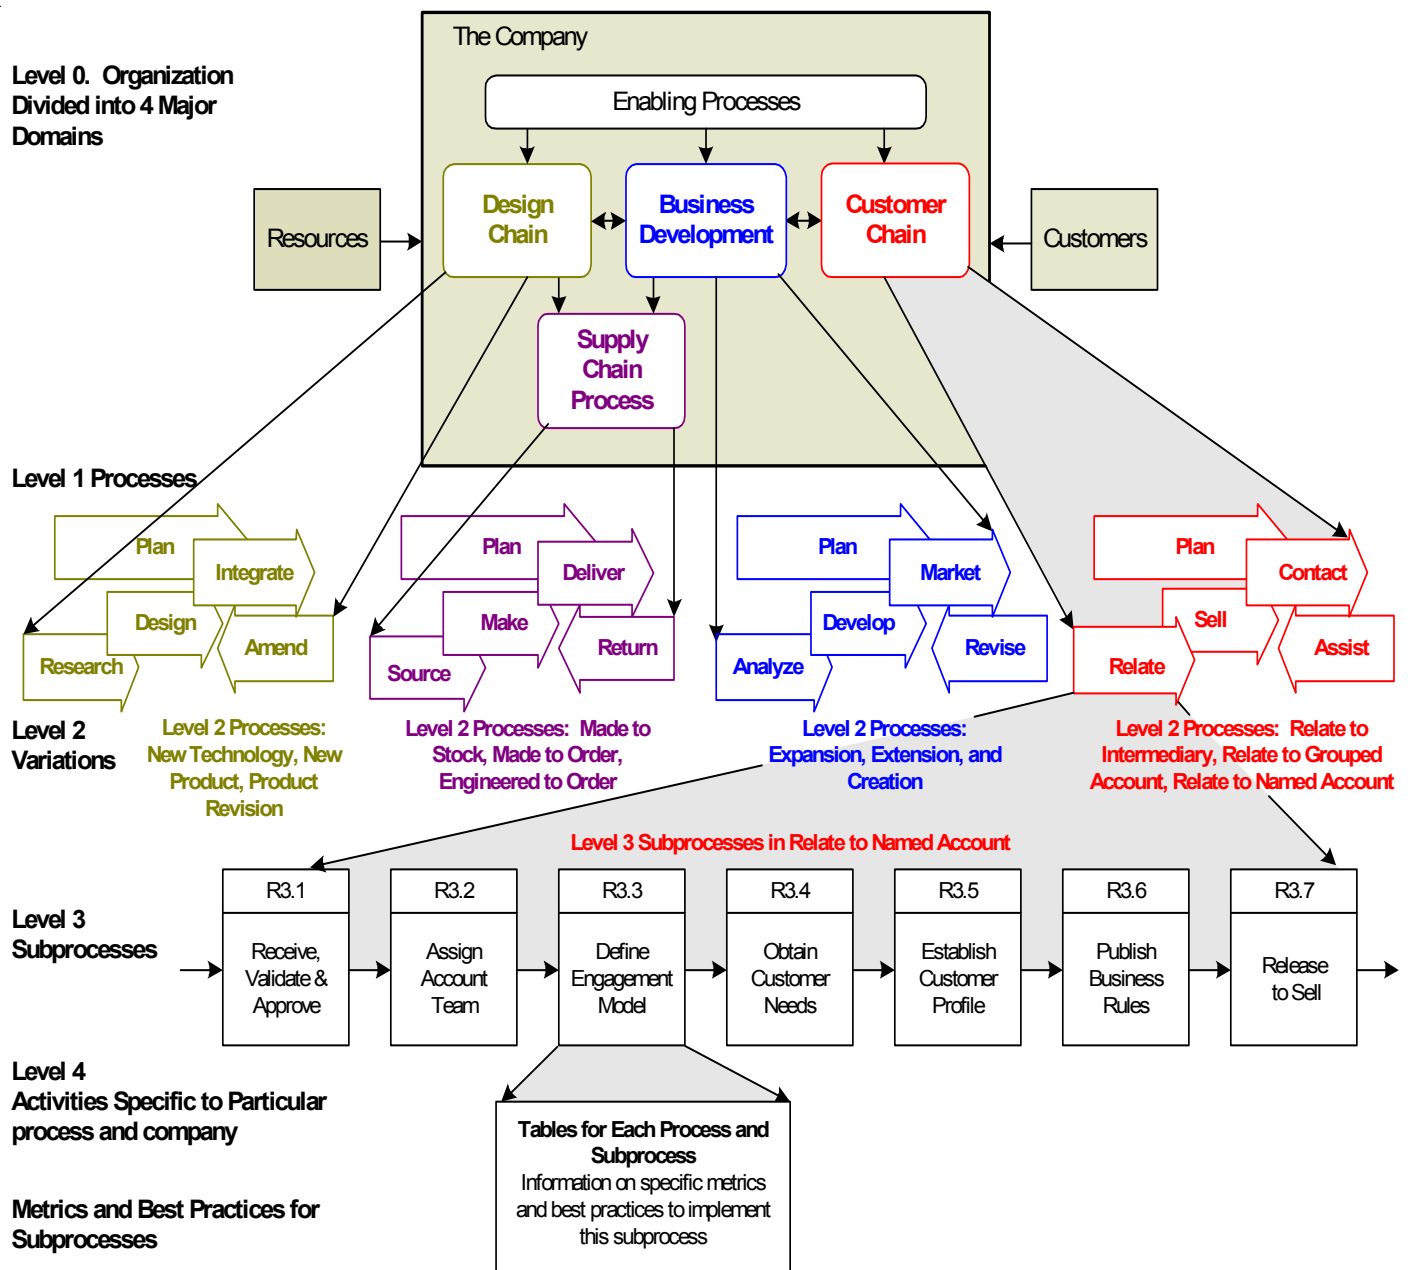 The Company
Level 0. Organization
Divided into 4 Major
Domains
Enabling Processes
Resources
Design
Chain
Business
Development
Customer
Chain
Customers
Supply
Chain
Process
Level 1 Processes
Plan
Integrate
Design
Amend
Research
Plan
Deliver
Make
Return
Source
Plan
Market
Develop
Revise
Analyze
Plan
Contact
Sell
Assist
Relate
Level 2
Variations
Level 2 Processes:
New Technology, New
Product, Product
Revision
Level 2 Processes: Made to
Stock, Made to Order,
Engineered to Order
Level 2 Processes:
Expansion, Extension, and
Creation
Level 2 Processes: Relate to
Intermediary, Relate to Grouped
Account, Relate to Named Account
Level 3 Subprocesses in Relate to Named Account
Level 3
Subprocesses
R3.1
Receive,
Validate &
Approve
R3.2
Assign
Account
Team
R3.3
Define
Engagement
Model
R3.4
Obtain
Customer
Needs
R3.5
Establish
Customer
Profile
R3.6
Publish
Business
Rules
R3.7
Release
to Sell
Level 4
Activities Specific to Particular
process and company
Tables for Each Process and
Subprocess
Information on specific metrics
and best practices to implement
this subprocess
Metrics and Best Practices for
Subprocesses